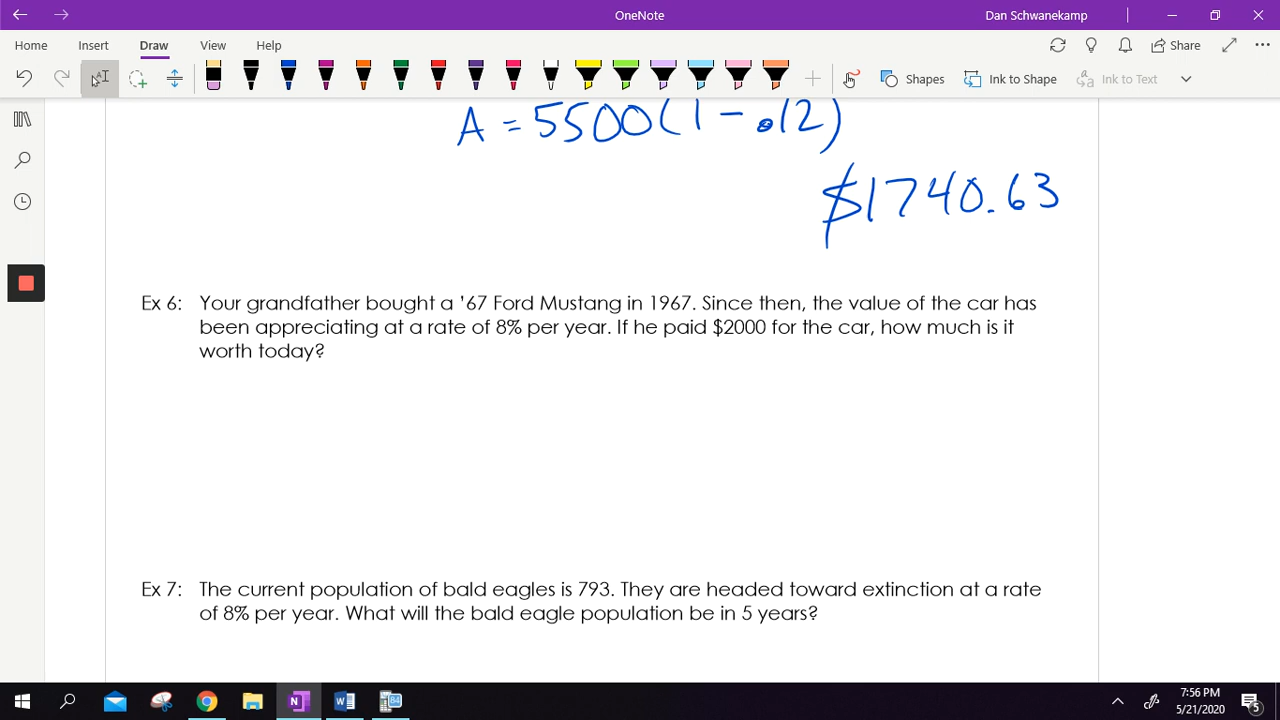 OneNote
Dan Schwanekamp
Home Insert Draw View Help
Share
Shapes Ink to Shape Ink to Text
A = 5500(1 - .12)
$1740.63
Ex 6: Your grandfather bought a ’67 Ford Mustang in 1967. Since then, the value of the car has
been appreciating at a rate of 8% per year. If he paid $2000 for the car, how much is it
worth today?
Ex 7: The current population of bald eagles is 793. They are headed toward extinction at a rate
of 8% per year. What will the bald eagle population be in 5 years?
7:56 PM
5/21/2020
5